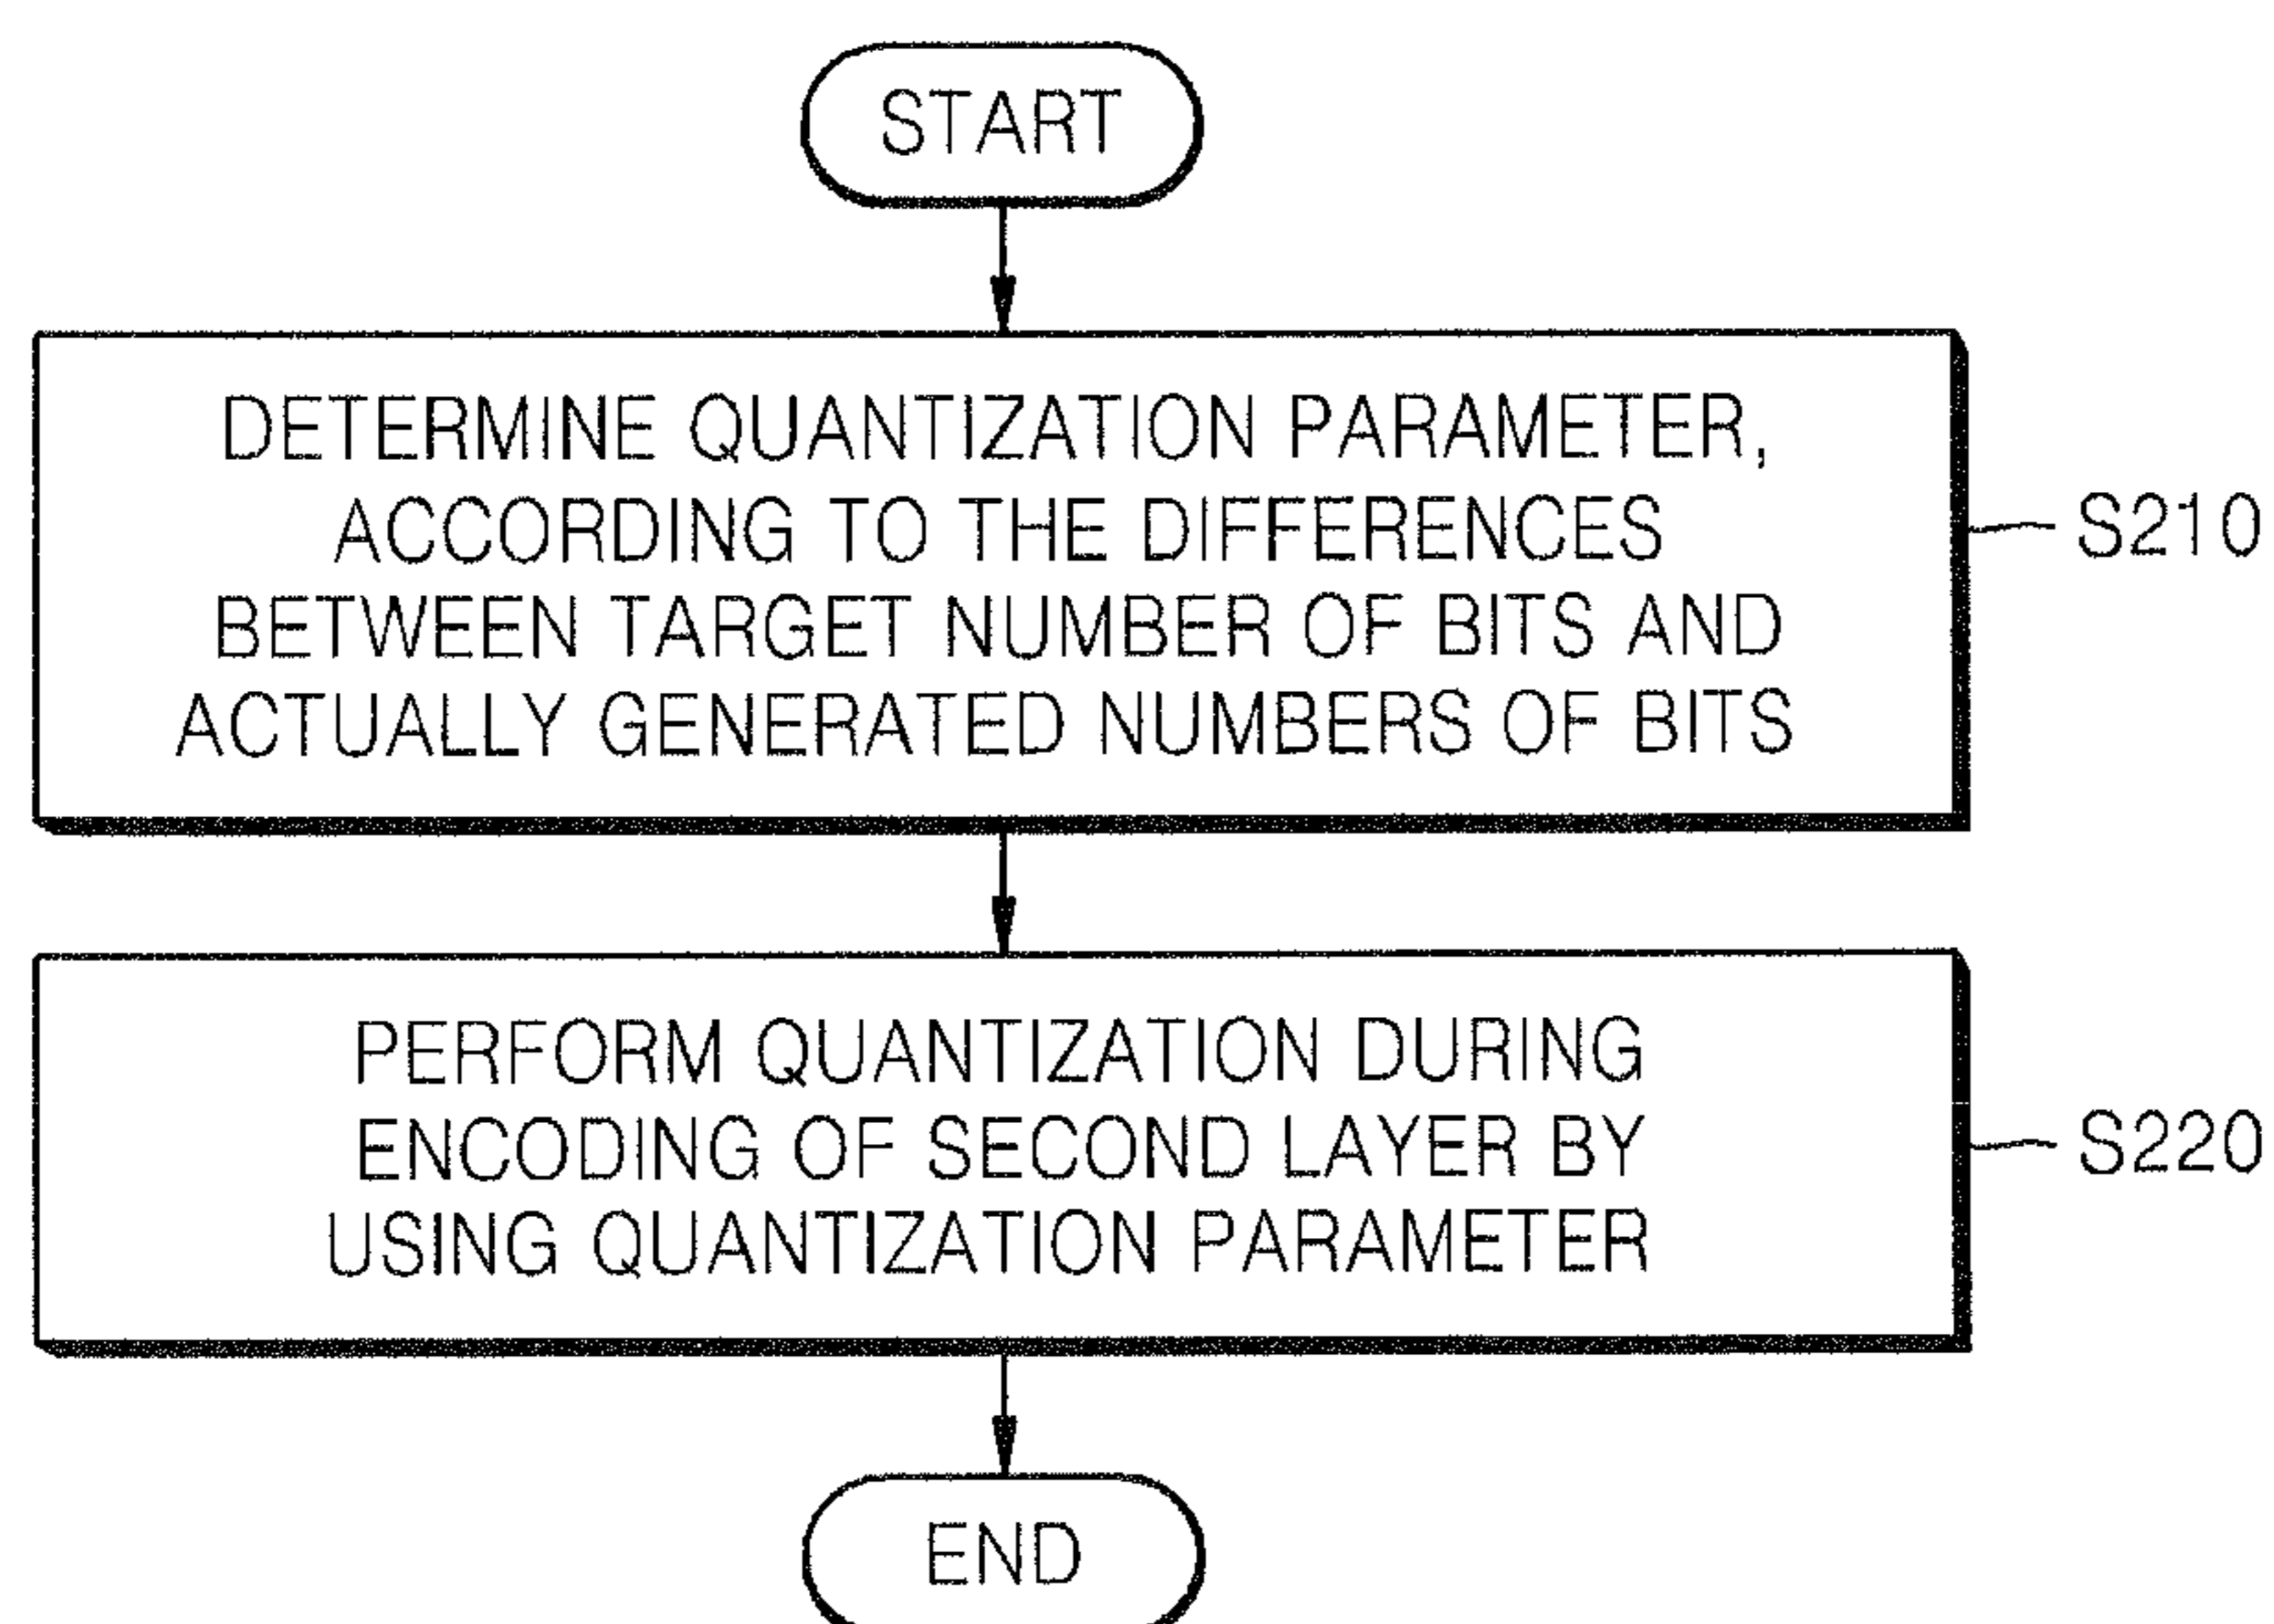 START
DETERMINE QUANTIZATION PARAMETER,
ACCORDING TO THE DIFFERENCES
BETWEEN TARGET NUMBER OF BITS AND
ACTUALLY GENERATED NUMBERS OF BITS
S210
PERFORM QUANTIZATION DURING
ENCODING OF SECOND LAYER BY
USING QUANTIZATION PARAMETER
S220
END